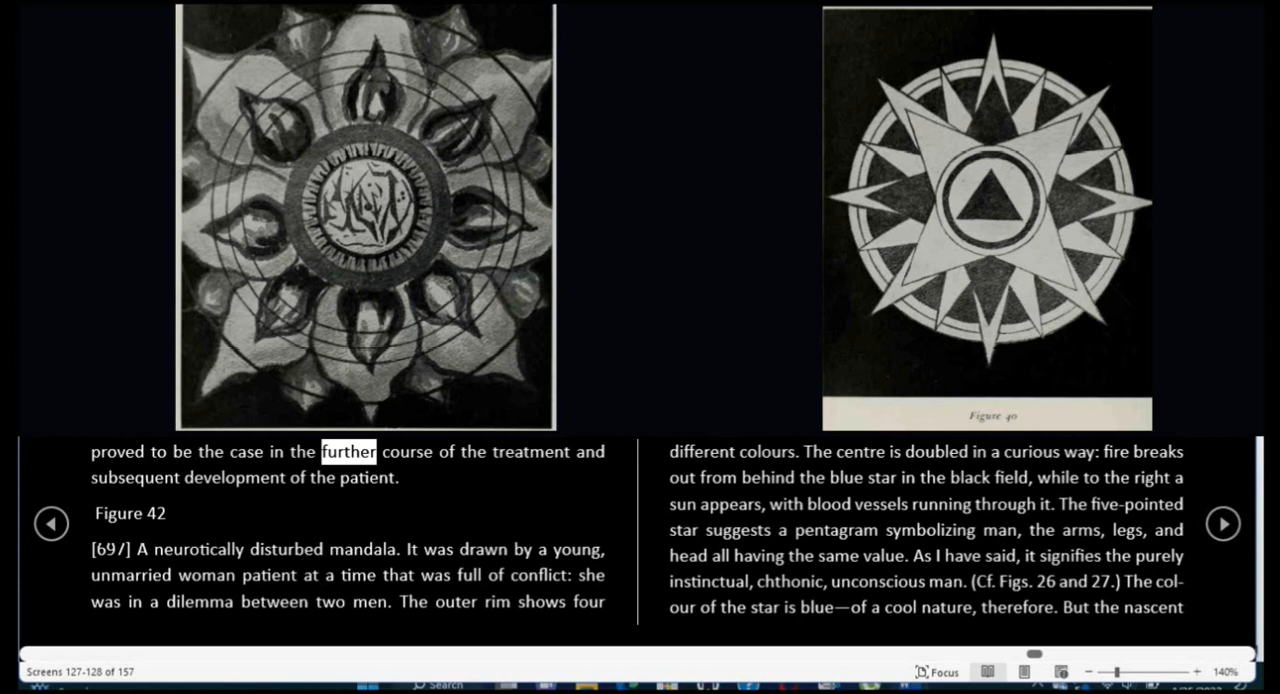 Figure 40
proved to be the case in the further course of the treatment and
subsequent development of the patient.
Figure 42
[697] A neurotically disturbed mandala. It was drawn by a young,
unmarried woman patient at a time that was full of conflict: she
was in a dilemma between two men. The outer rim shows four
different colours. The centre is doubled in a curious way: fire breaks
out from behind the blue star in the black field, while to the right a
sun appears, with blood vessels running through it. The five-pointed
star suggests a pentagram symbolizing man, the arms, legs, and
head all having the same value. As I have said, it signifies the purely
instinctual, chthonic, unconscious man. (Cf. Figs. 26 and 27.) The col-
our of the star is blue—of a cool nature, therefore. But the nascent
Screens 127-128 of 157
Focus
140%
Search